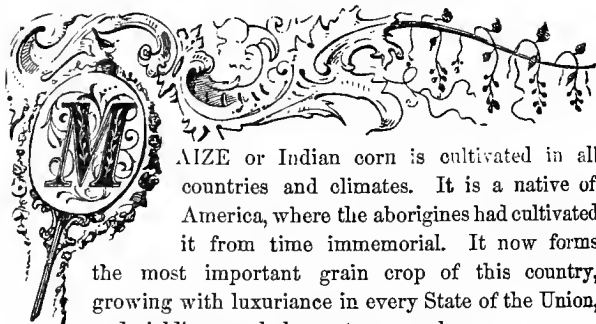 MAIZE or Indian corn is cultivated in all
countries and climates. It is a native of
America, where the aborigines had cultivated
it from time immemorial. It now forms
the most important grain crop of this country,
growing with luxuriance in every State of the Union,